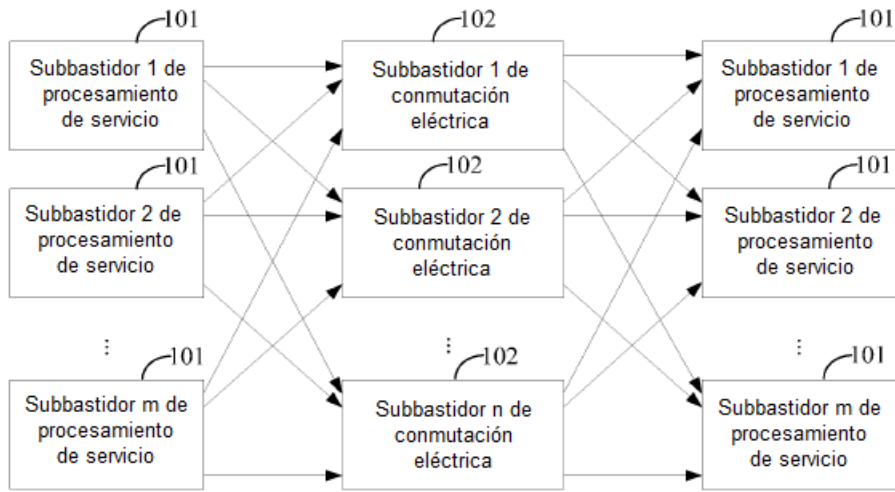 101
102
101
Subbastidor 1 de
procesamiento
de servicio
Subbastidor 1 de
conmutación
eléctrica
Subbastidor 1 de
procesamiento
de servicio
101
102
101
Subbastidor 2 de
procesamiento
de servicio
Subbastidor 2 de
conmutación
eléctrica
Subbastidor 2 de
procesamiento
de servicio
...
101
...
102
...
101
Subbastidor m de
procesamiento
de servicio
Subbastidor n de
conmutación
eléctrica
Subbastidor m de
procesamiento
de servicio